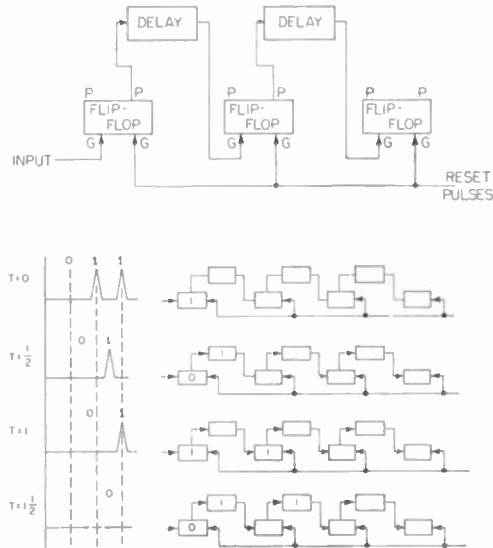 DELAY
DELAY
P P
P P
P P
FLIP-FLOP
FLIP-FLOP
FLIP-FLOP
G G
G G
G G
INPUT
RESET PULSES
T=0
0 1 1
1
T=1/2
0 1
1
0
T=1
0 1
1 1
T=1 1/2
0
1 1
0